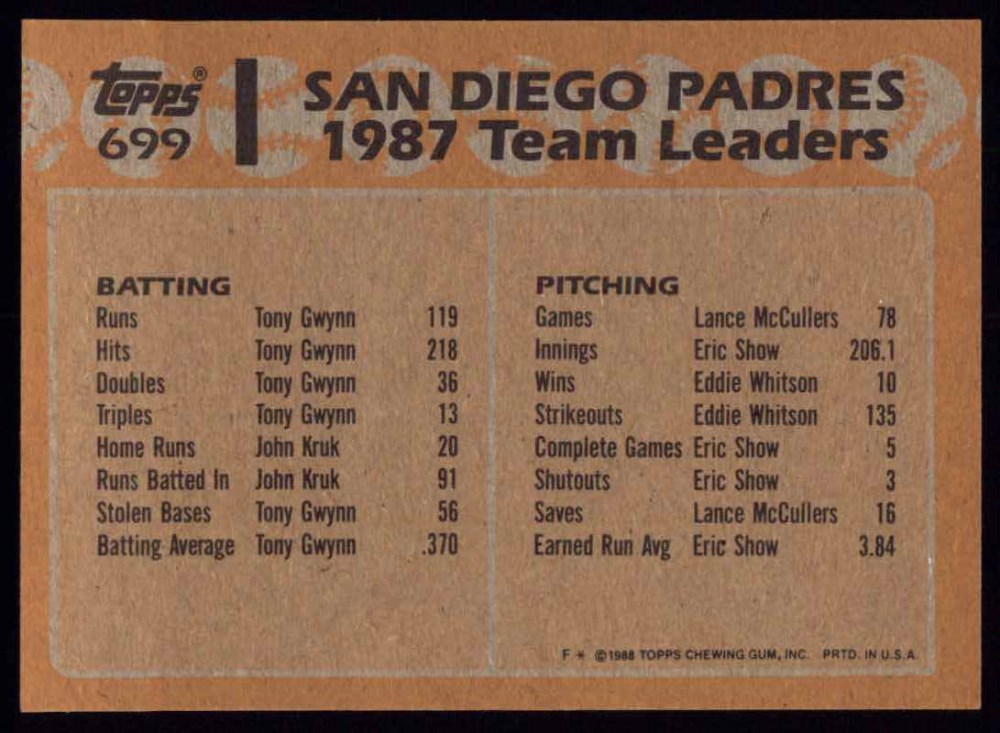 topps® SAN DIEGO PADRES
699 1987 Team Leaders
BATTING
Runs Tony Gwynn 119
Hits Tony Gwynn 218
Doubles Tony Gwynn 36
Triples Tony Gwynn 13
Home Runs John Kruk 20
Runs Batted In John Kruk 91
Stolen Bases Tony Gwynn 56
Batting Average Tony Gwynn .370
PITCHING
Games Lance McCullers 78
Innings Eric Show 206.1
Wins Eddie Whitson 10
Strikeouts Eddie Whitson 135
Complete Games Eric Show 5
Shutouts Eric Show 3
Saves Lance McCullers 16
Earned Run Avg Eric Show 3.84
F * ©1988 TOPPS CHEWING GUM, INC. PRTD. IN U.S.A.